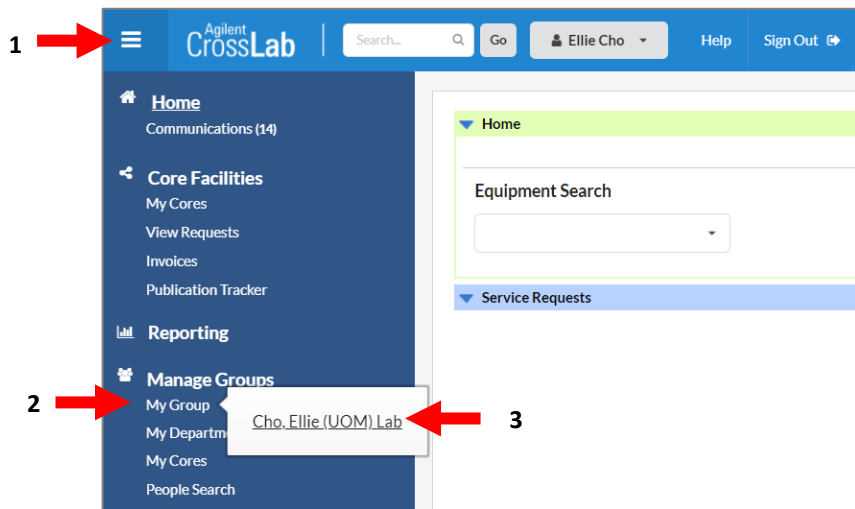 1
Agilent
CrossLab
Search...
Go
Ellie Cho
Help
Sign Out
Home
Communications (14)
Core Facilities
My Cores
View Requests
Invoices
Publication Tracker
Reporting
Manage Groups
2
My Group
My Departm
My Cores
People Search
Cho, Ellie (UOM) Lab
3
Home
Equipment Search
Service Requests